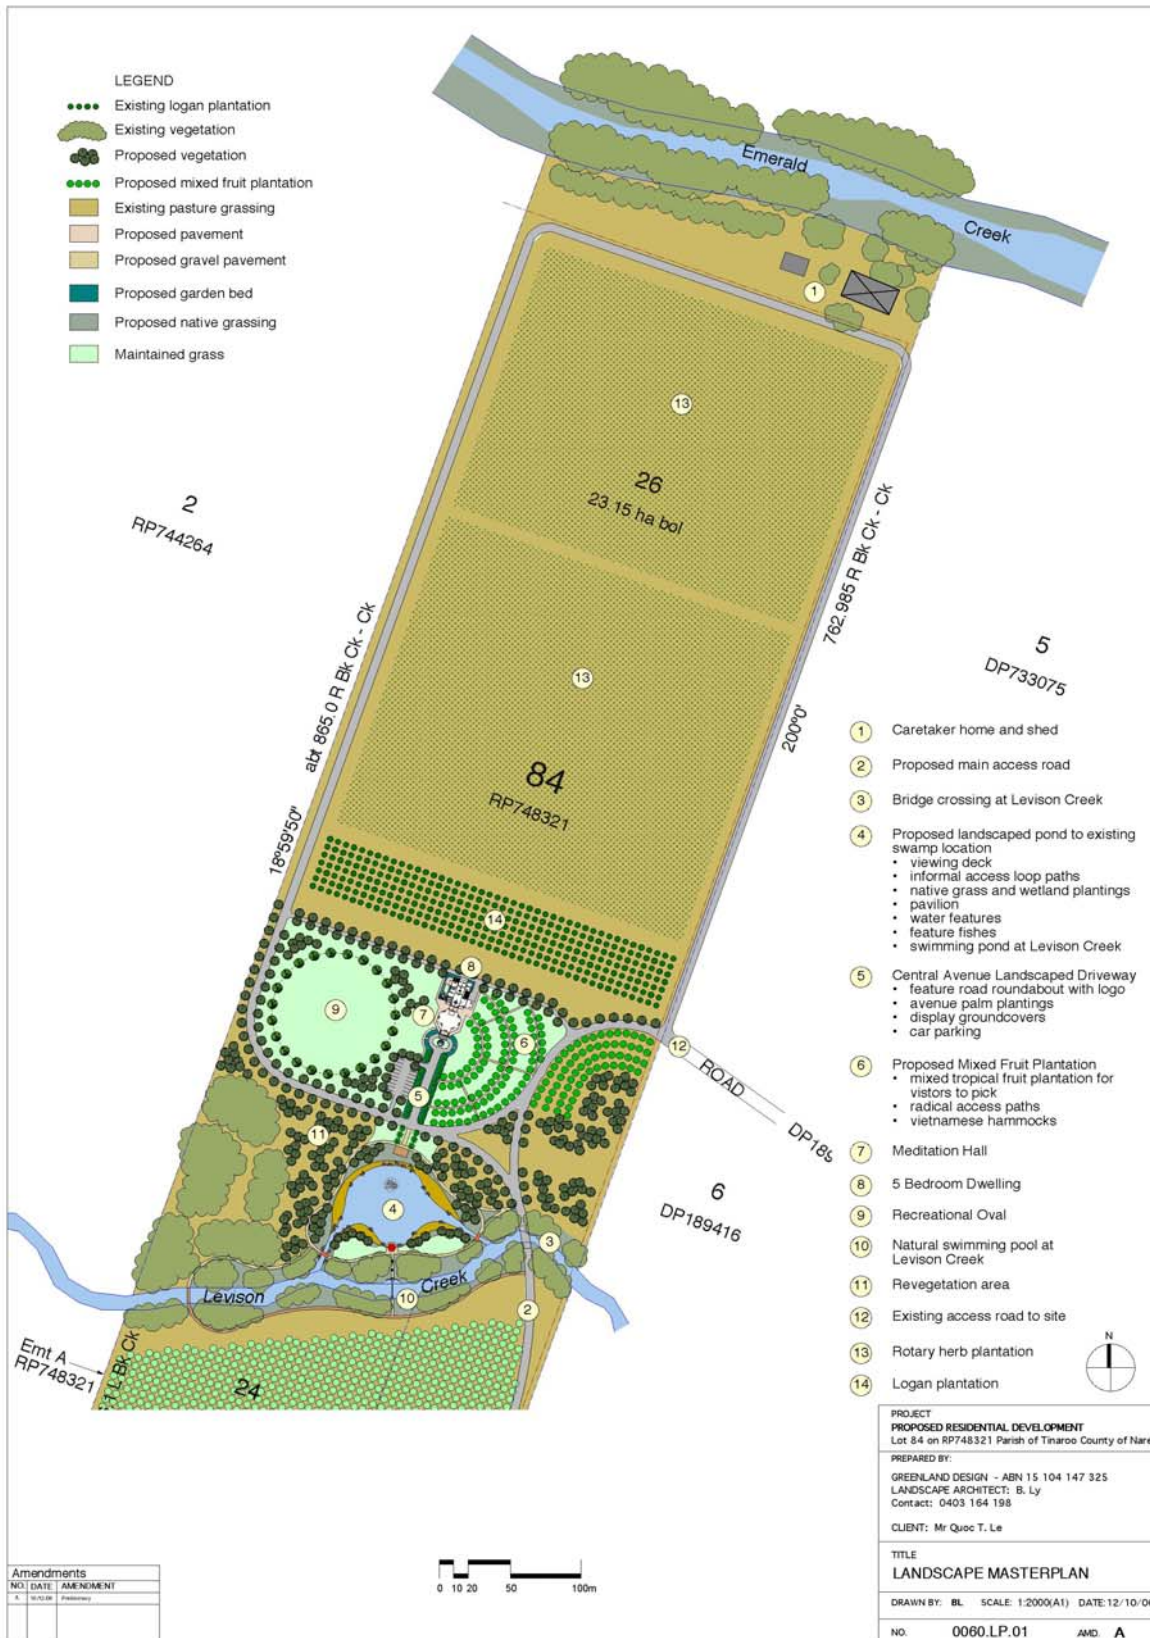 LEGEND
Existing logan plantation
Existing vegetation
Proposed vegetation
Proposed mixed fruit plantation
Existing pasture grassing
Proposed pavement
Proposed gravel pavement
Proposed garden bed
Proposed native grassing
Maintained grass
Emerald
Creek
1
13
26
23.15 ha bol
2
RP744264
abt 865.0 R Bk Ck - Ck
762.985 R Bk Ck - Ck
5
DP733075
13
200°0'
84
RP748321
18°59'50"
14
8
9
7
6
12
ROAD
5
11
DP189
6
DP189416
4
3
Levison
Creek
10
2
Emt A
RP748321
1 L Bk Ck
24
1 Caretaker home and shed
2 Proposed main access road
3 Bridge crossing at Levison Creek
4 Proposed landscaped pond to existing
swamp location
• viewing deck
• informal access loop paths
• native grass and wetland plantings
• pavilion
• water features
• feature fishes
• swimming pond at Levison Creek
5 Central Avenue Landscaped Driveway
• feature road roundabout with logo
• avenue palm plantings
• display groundcovers
• car parking
6 Proposed Mixed Fruit Plantation
• mixed tropical fruit plantation for
vistors to pick
• radical access paths
• vietnamese hammocks
7 Meditation Hall
8 5 Bedroom Dwelling
9 Recreational Oval
10 Natural swimming pool at
Levison Creek
11 Revegetation area
12 Existing access road to site
13 Rotary herb plantation
14 Logan plantation
N
PROJECT
PROPOSED RESIDENTIAL DEVELOPMENT
Lot 84 on RP748321 Parish of Tinaroo County of Nare
PREPARED BY:
GREENLAND DESIGN - ABN 15 104 147 325
LANDSCAPE ARCHITECT: B. Ly
Contact: 0403 164 198
CLIENT: Mr Quoc T. Le
TITLE
LANDSCAPE MASTERPLAN
DRAWN BY: BL SCALE: 1:2000(A1) DATE:12/10/0
NO. 0060.LP.01 AMD. A
0 10 20 50 100m
Amendments
NO. DATE AMENDMENT
A Preliminary